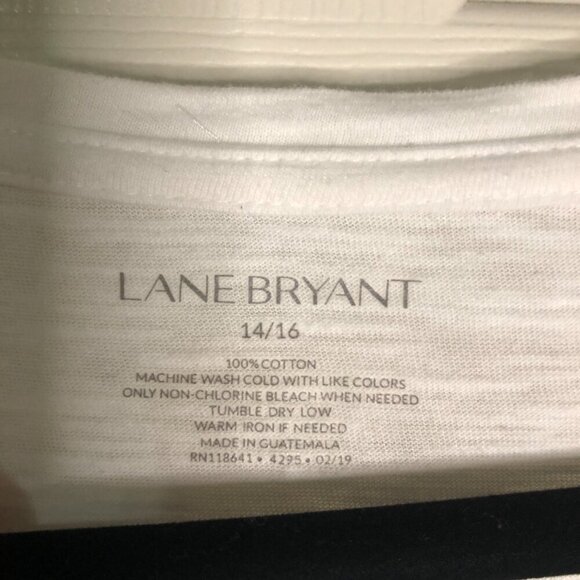 LANE BRYANT
14/16
100% COTTON
MACHINE WASH COLD WITH LIKE COLORS
ONLY NON-CHLORINE BLEACH WHEN NEEDED
TUMBLE DRY LOW
WARM IRON IF NEEDED
MADE IN GUATEMALA
RN118641 • 4295 • 02/19